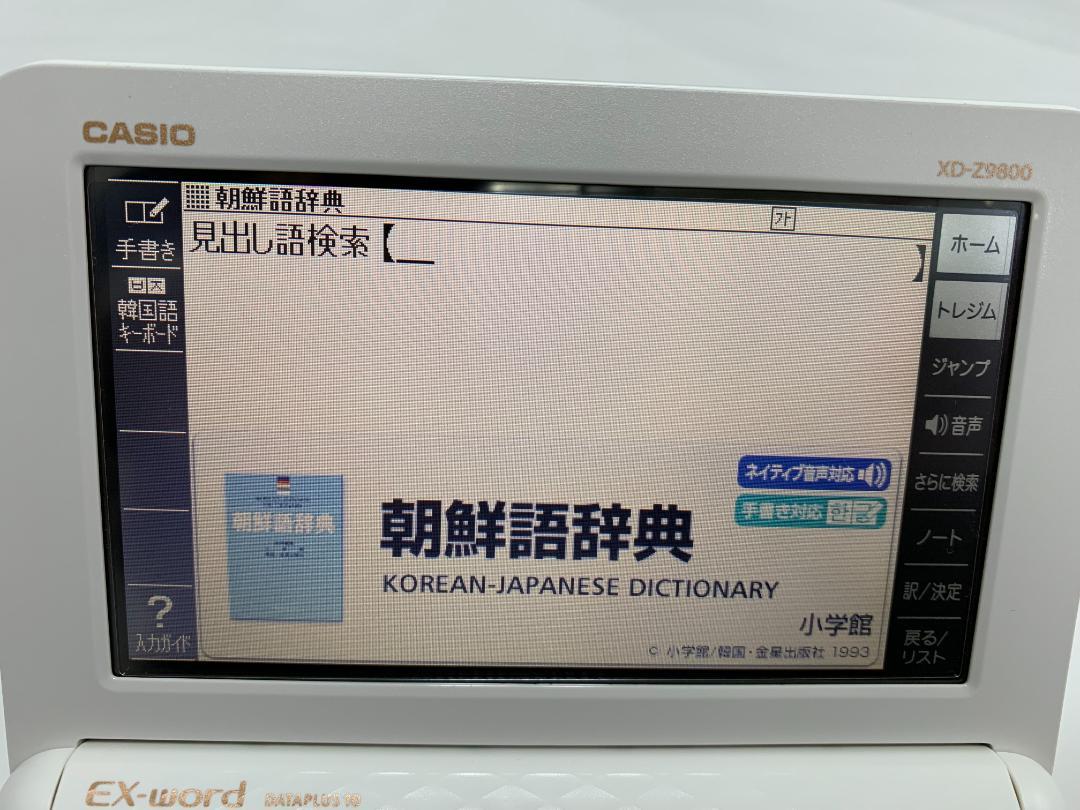 CASIO
XD-Z9800
手書き
ㅂㅈ
韓国語
キーボード
?
入力ガイド
朝鮮語辞典
가
見出し語検索【 】
朝鮮語辞典
ネイティブ音声対応
手書き対応 한글
朝鮮語辞典
KOREAN-JAPANESE DICTIONARY
小学館
© 小学館/韓国・金星出版社 1993
ホーム
トレジム
ジャンプ
音声
さらに検索
ノート
訳/決定
戻る/
リスト
EX-word DATAPLUS 10